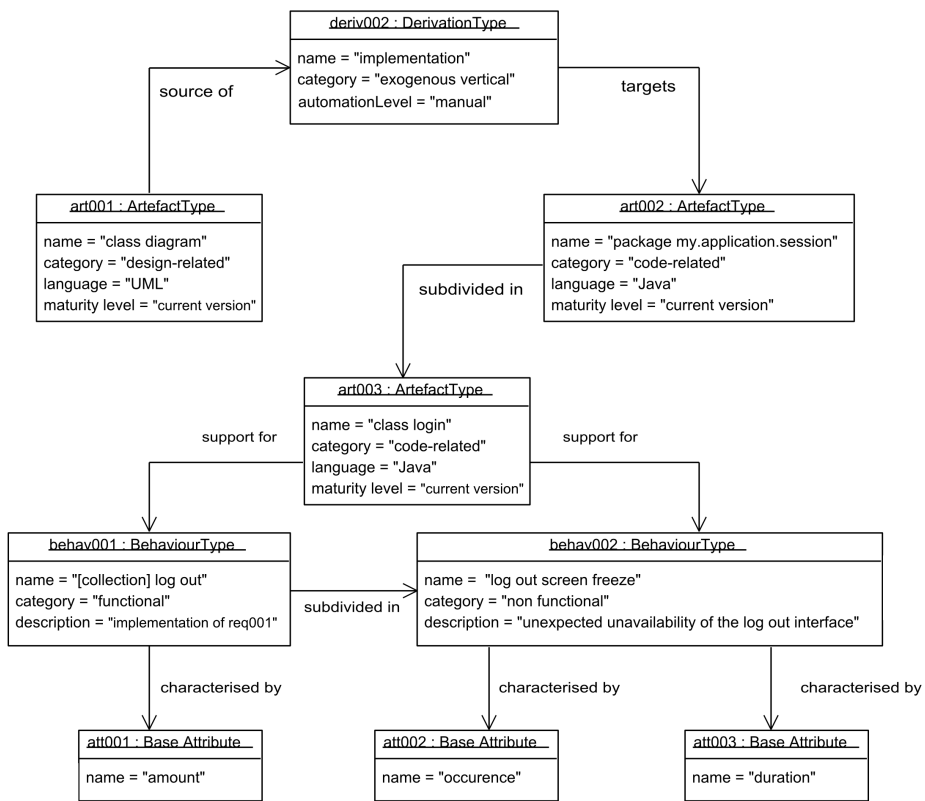 deriv002 : DerivationType
name = "implementation"
category = "exogenous vertical"
automationLevel = "manual"
source of
targets
art001 : ArtefactType
name = "class diagram"
category = "design-related"
language = "UML"
maturity level = "current version"
art002 : ArtefactType
name = "package my.application.session"
category = "code-related"
language = "Java"
maturity level = "current version"
subdivided in
art003 : ArtefactType
name = "class login"
category = "code-related"
language = "Java"
maturity level = "current version"
support for
support for
behav001 : BehaviourType
name = "[collection] log out"
category = "functional"
description = "implementation of req001"
subdivided in
behav002 : BehaviourType
name =  "log out screen freeze"
category = "non functional"
description = "unexpected unavailability of the log out interface"
characterised by
characterised by
characterised by
att001 : Base Attribute
name = "amount"
att002 : Base Attribute
name = "occurence"
att003 : Base Attribute
name = "duration"